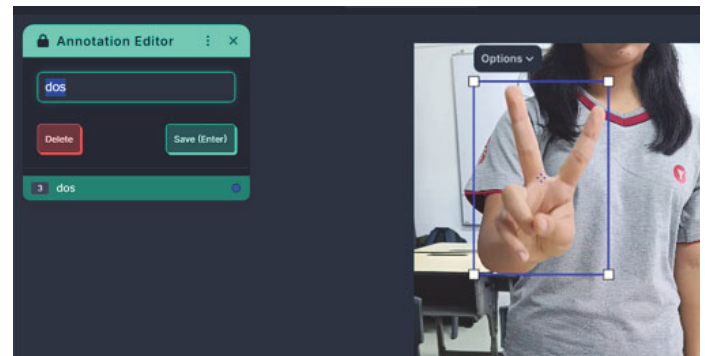 Annotation Editor
dos
Delete
Save (Enter)
3 dos
Options